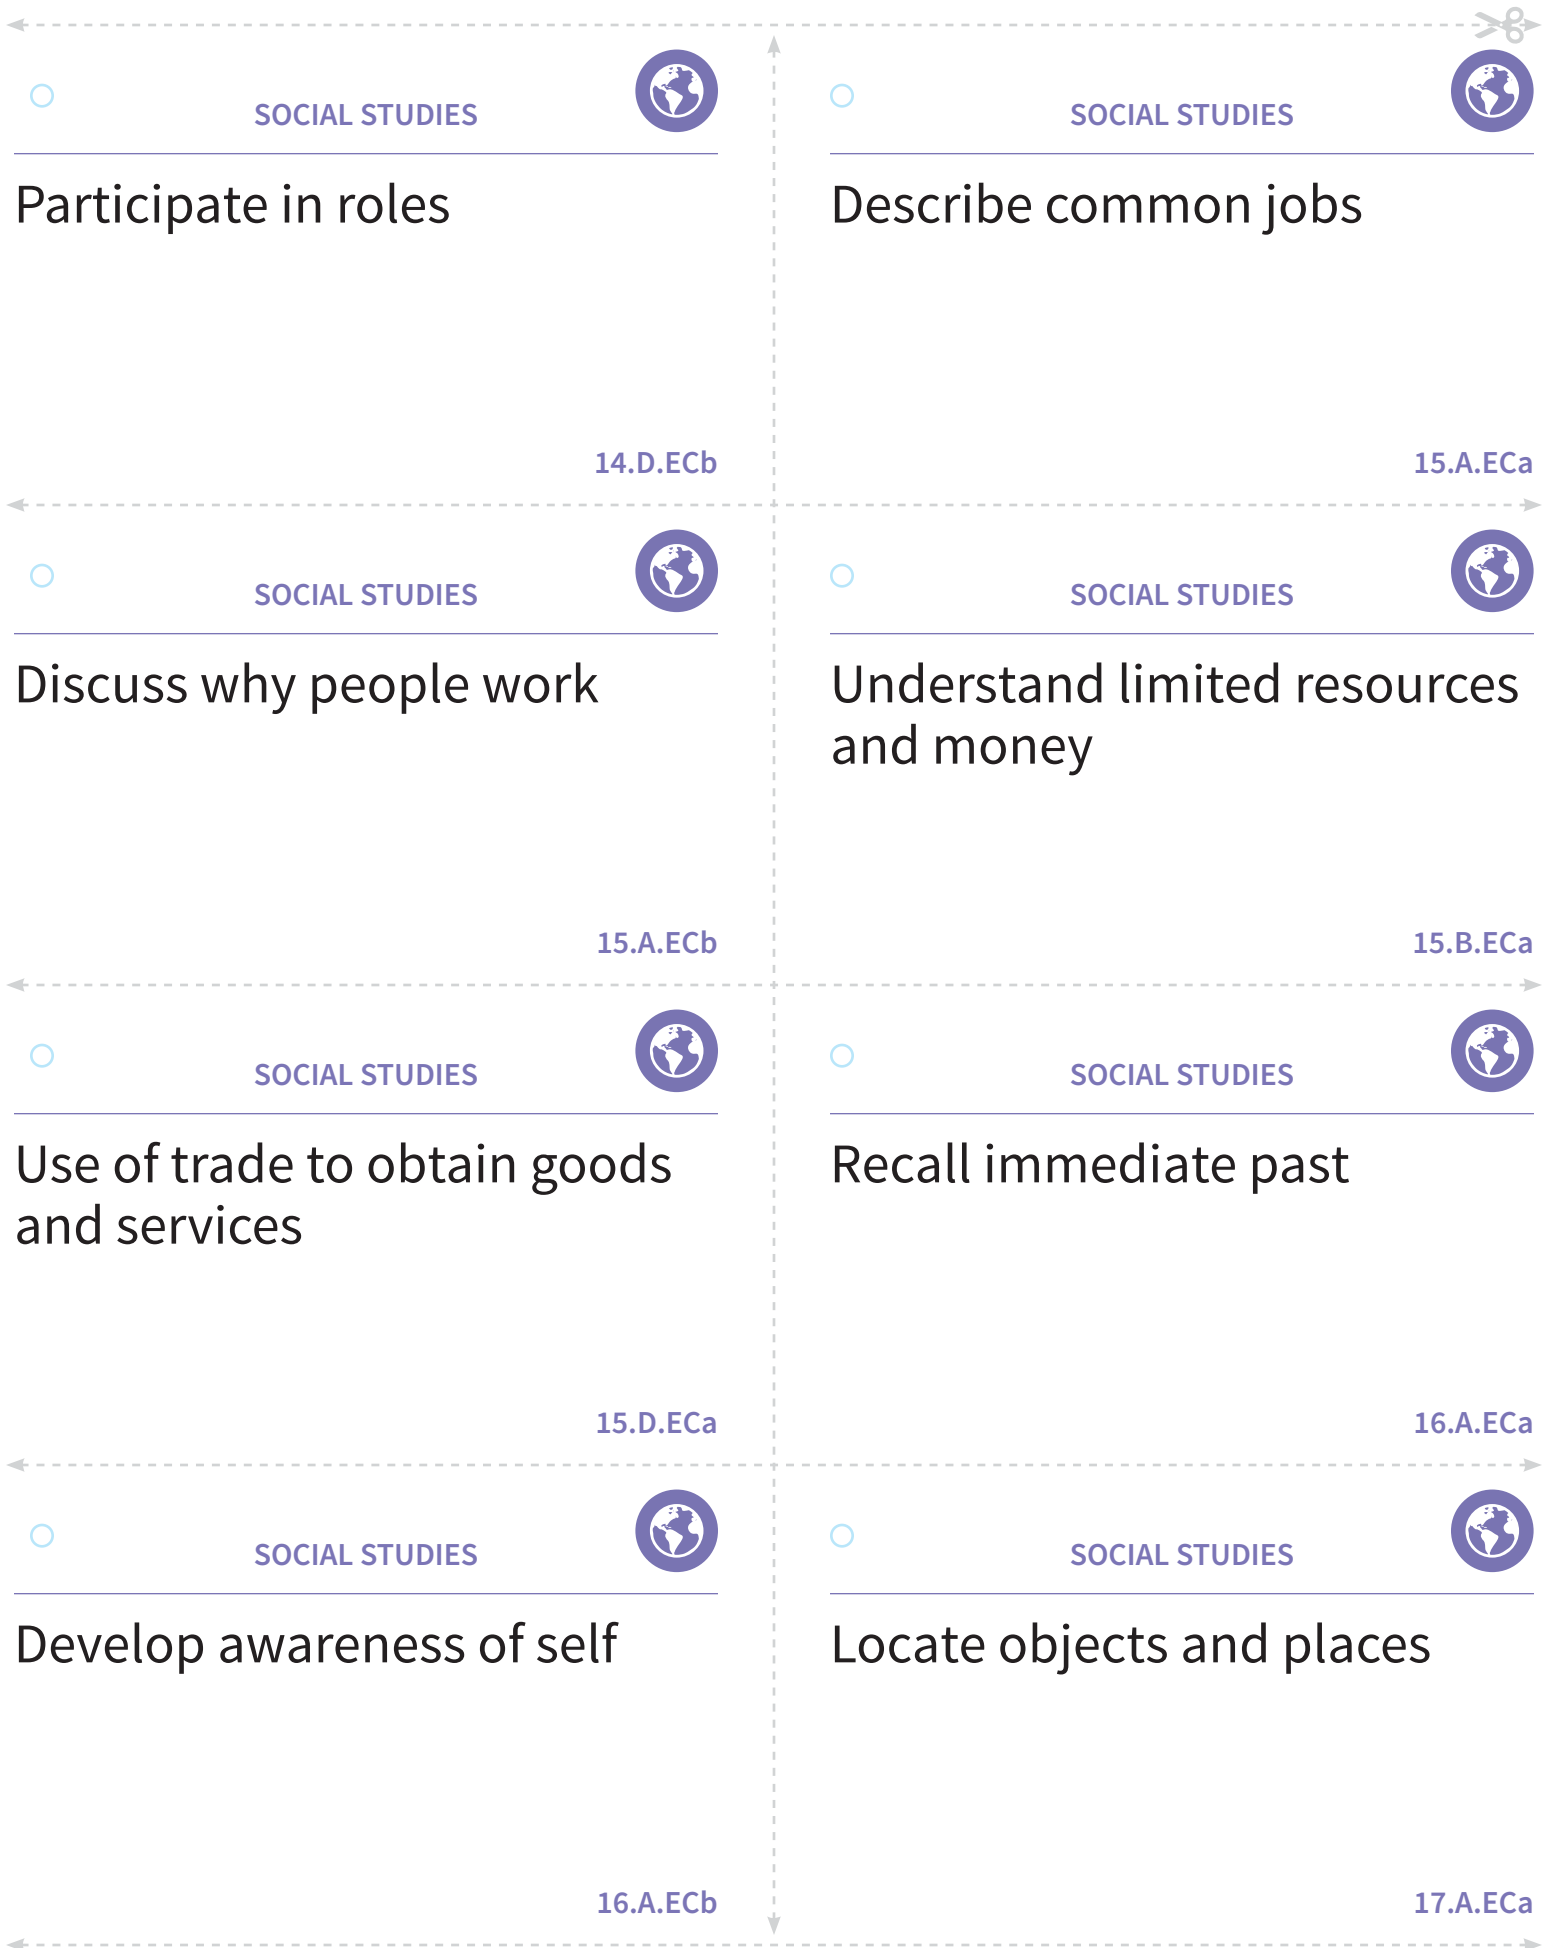 SOCIAL STUDIES
Participate in roles
14.D.ECb
SOCIAL STUDIES
Describe common jobs
15.A.ECa
SOCIAL STUDIES
Discuss why people work
15.A.ECb
SOCIAL STUDIES
Understand limited resources
and money
15.B.ECa
SOCIAL STUDIES
Use of trade to obtain goods
and services
15.D.ECa
SOCIAL STUDIES
Recall immediate past
16.A.ECa
SOCIAL STUDIES
Develop awareness of self
16.A.ECb
SOCIAL STUDIES
Locate objects and places
17.A.ECa